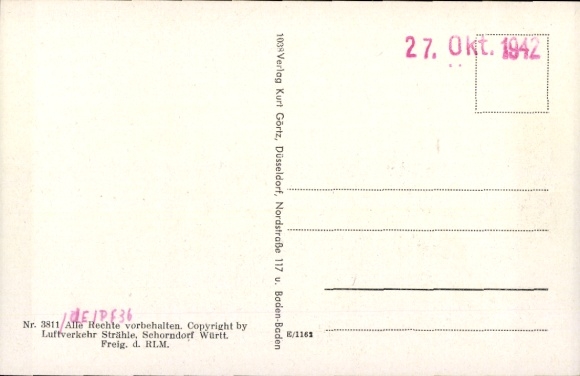 27. Okt. 1942
1038 Verlag Kurt Görtz, Düsseldorf, Nordstraße 117 u. Baden-Baden
E/1162
Nr. 3811 Alle Rechte vorbehalten. Copyright by
Luftverkehr Strähle, Schorndorf Württ.
Freig. d. RLM.